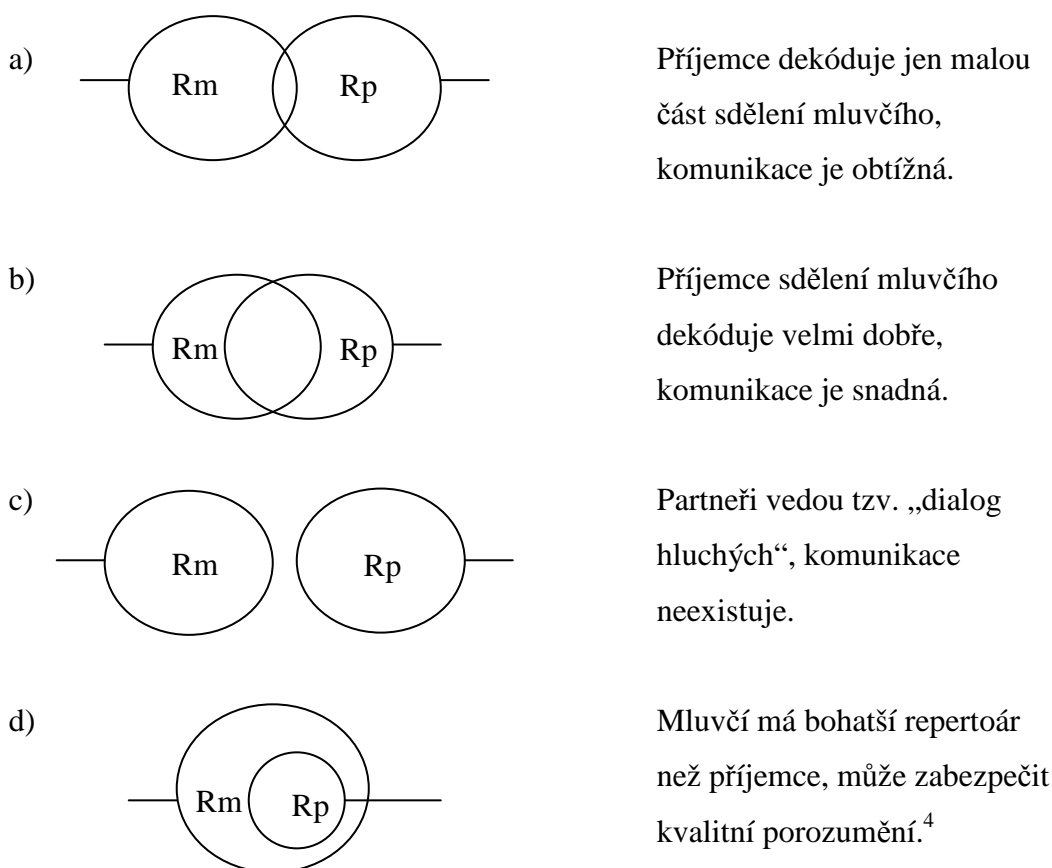 a)
Rm Rp
Příjemce dekóduje jen malou
část sdělení mluvčího,
komunikace je obtížná.
b)
Rm Rp
Příjemce sdělení mluvčího
dekóduje velmi dobře,
komunikace je snadná.
c)
Rm Rp
Partneři vedou tzv. „dialog
hluchých“, komunikace
neexistuje.
d)
Rm Rp
Mluvčí má bohatší repertoár
než příjemce, může zabezpečit
kvalitní porozumění.4